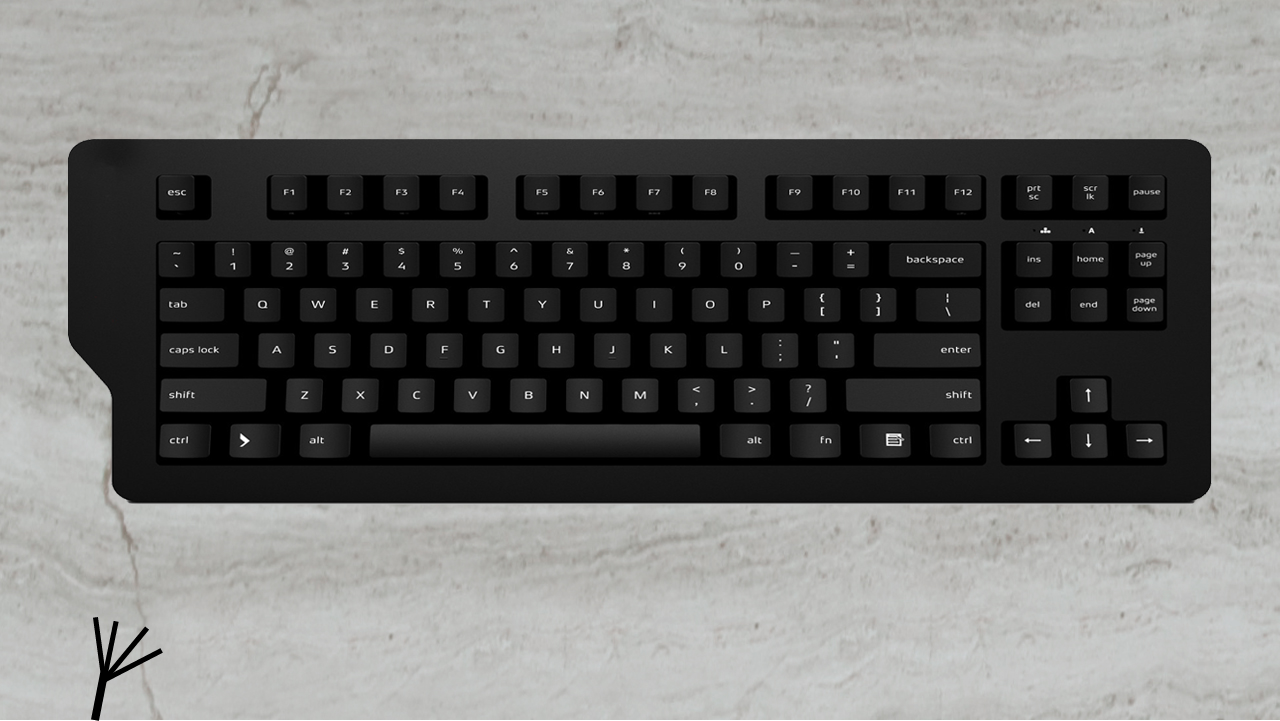 esc F1 F2 F3 F4 F5 F6 F7 F8 F9 F10 F11 F12 prt sc scr lk pause
A
~ ` ! 1 @ 2 # 3 $ 4 % 5 ^ 6 & 7 * 8 ( 9 ) 0 — - + = backspace ins home page up
tab Q W E R T Y U I O P { [ } ] ¦ \ del end page down
caps lock A S D F G H J K L : ; " ' enter
shift Z X C V B N M < , > . ? / shift ↑
ctrl alt alt fn ctrl ← ↓ →